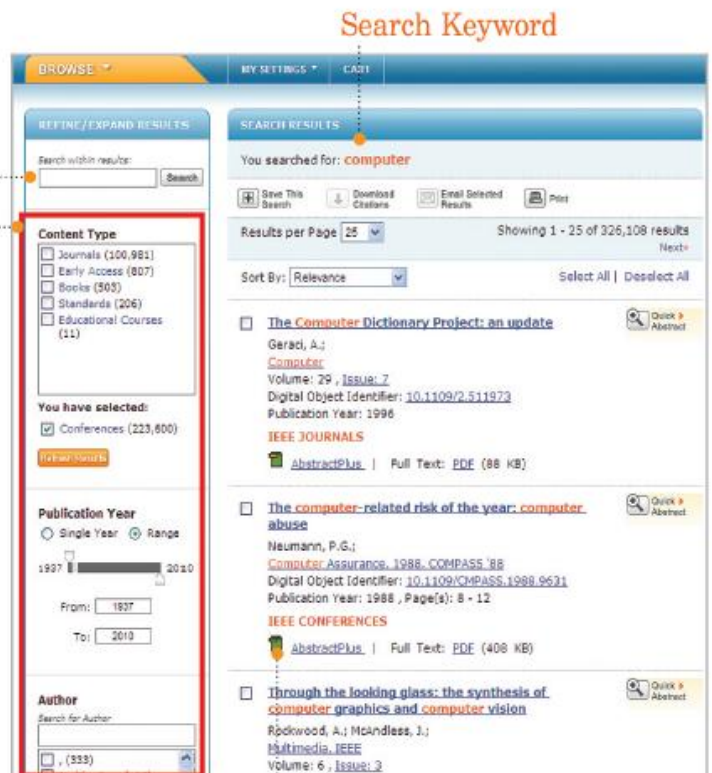 Search Keyword
BROWSE
MY SETTINGS
CART
REFINE/EXPAND RESULTS
Search within results:
Search
Content Type
Journals (100,981)
Early Access (807)
Books (503)
Standards (206)
Educational Courses
(11)
You have selected:
Conferences (223,600)
Refresh Results
Publication Year
Single Year
Range
1937
2010
From: 1937
To: 2010
Author
Search for Author
, (333)
SEARCH RESULTS
You searched for: computer
Save This
Search
Download
Citations
Email Selected
Results
Print
Results per Page 25
Showing 1 - 25 of 326,108 results
Next»
Sort By: Relevance
Select All | Deselect All
The Computer Dictionary Project: an update
Quick
Abstract
Geraci, A.;
Computer
Volume: 29 , Issue: 7
Digital Object Identifier: 10.1109/2.511973
Publication Year: 1996
IEEE JOURNALS
AbstractPlus | Full Text: PDF (88 KB)
The computer-related risk of the year: computer
abuse
Quick
Abstract
Neumann, P.G.;
Computer Assurance, 1988. COMPASS '88
Digital Object Identifier: 10.1109/CMPASS.1988.9631
Publication Year: 1988 , Page(s): 8 - 12
IEEE CONFERENCES
AbstractPlus | Full Text: PDF (408 KB)
Through the looking glass: the synthesis of
computer graphics and computer vision
Quick
Abstract
Rockwood, A.; McAndless, J.;
Multimedia, IEEE
Volume: 6 , Issue: 3